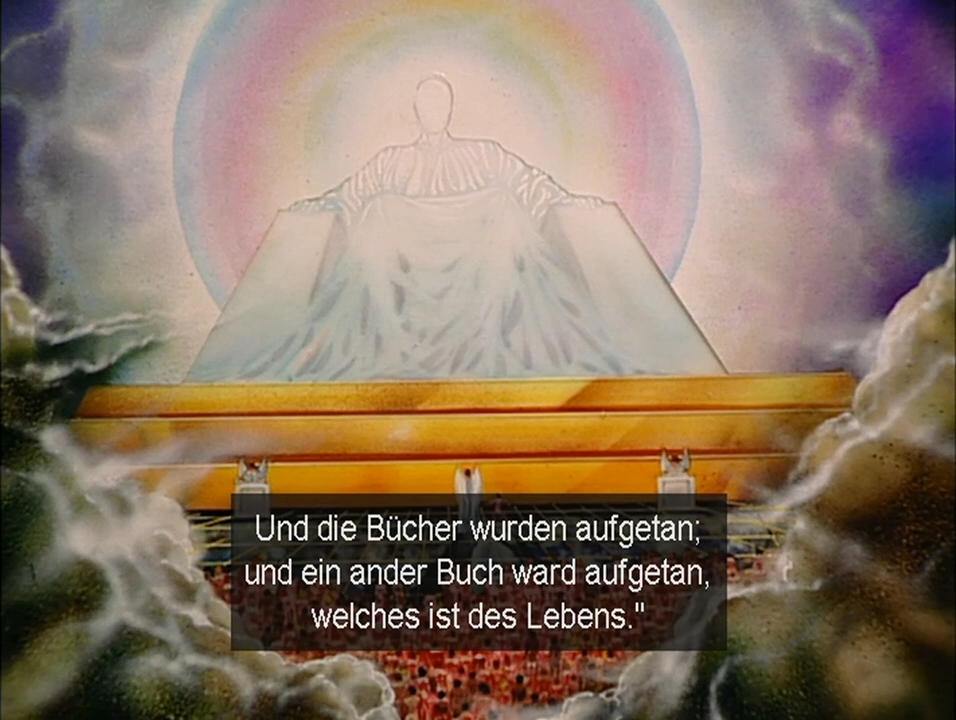 Und die Bücher wurden aufgetan;
und ein ander Buch ward aufgetan,
welches ist des Lebens."